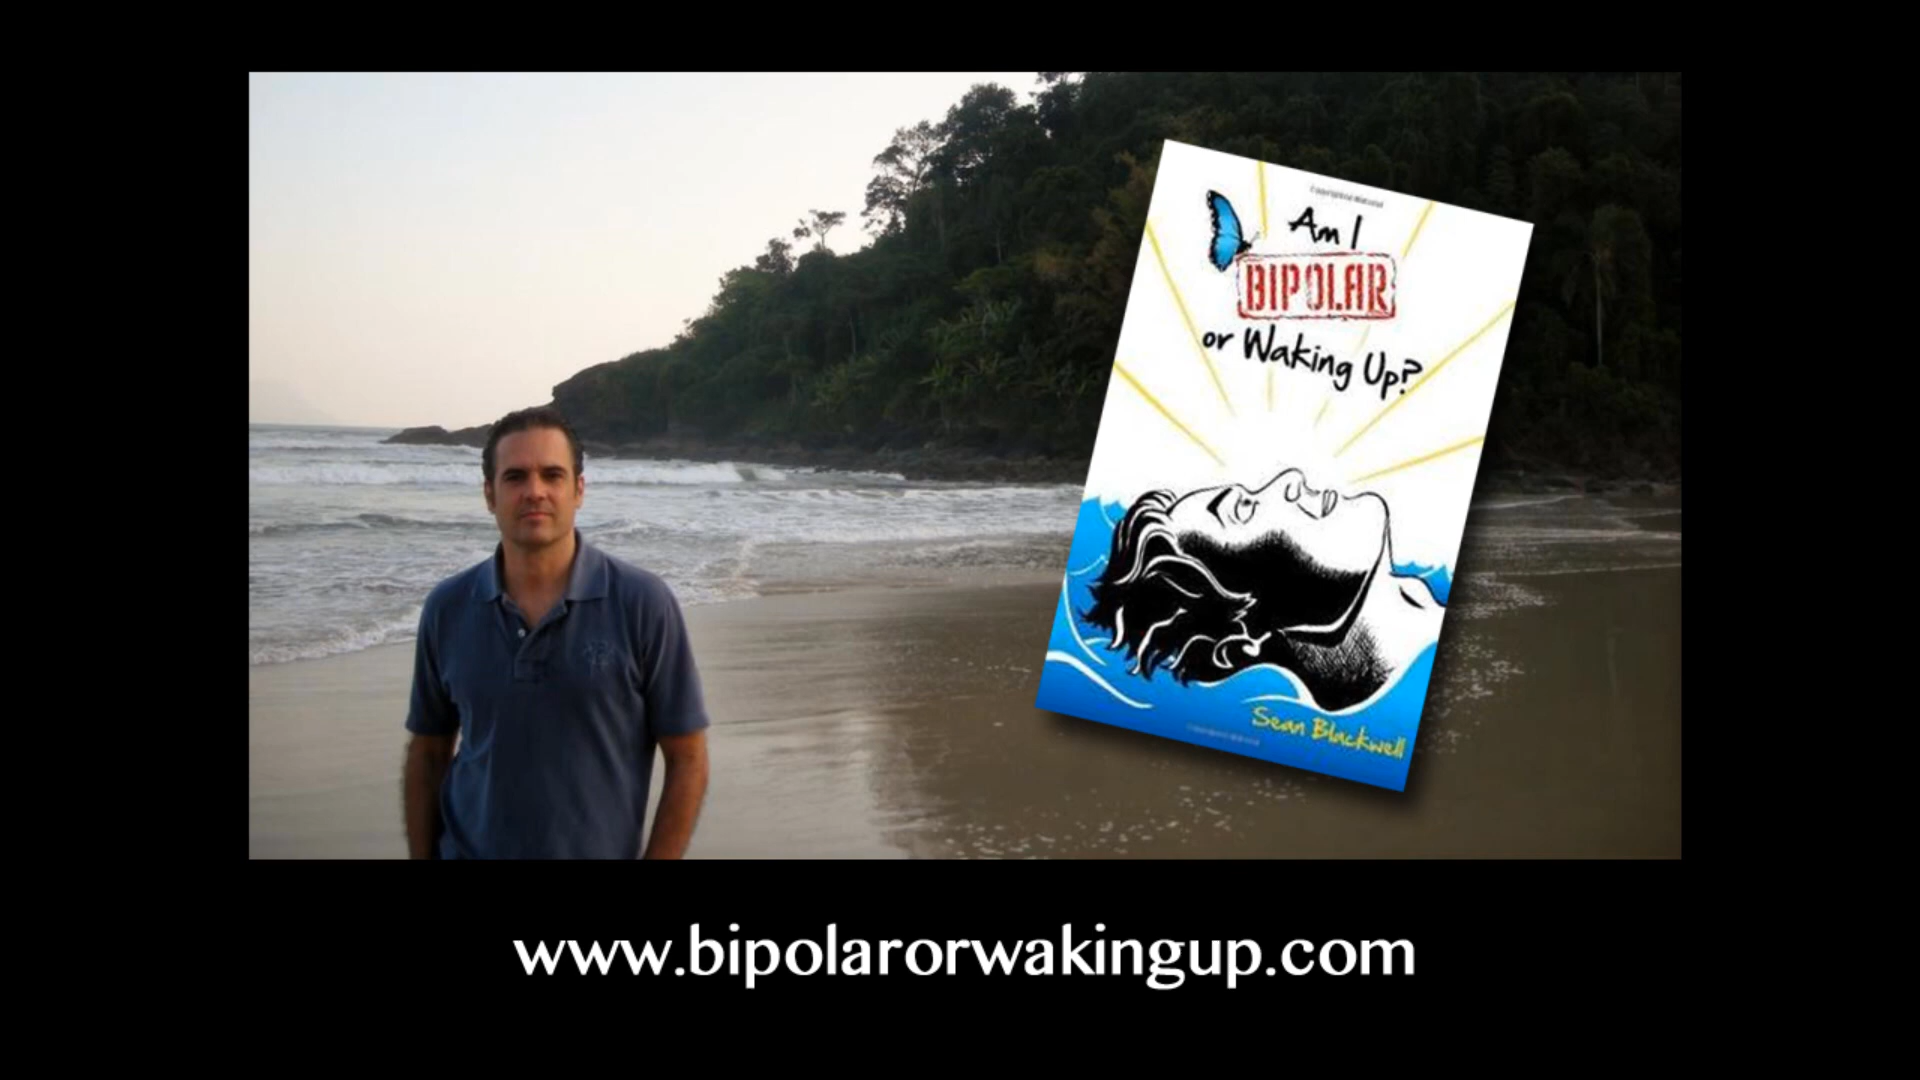 Am I
BIPOLAR
or Waking Up?
Sean Blackwell
www.bipolarorwakingup.com